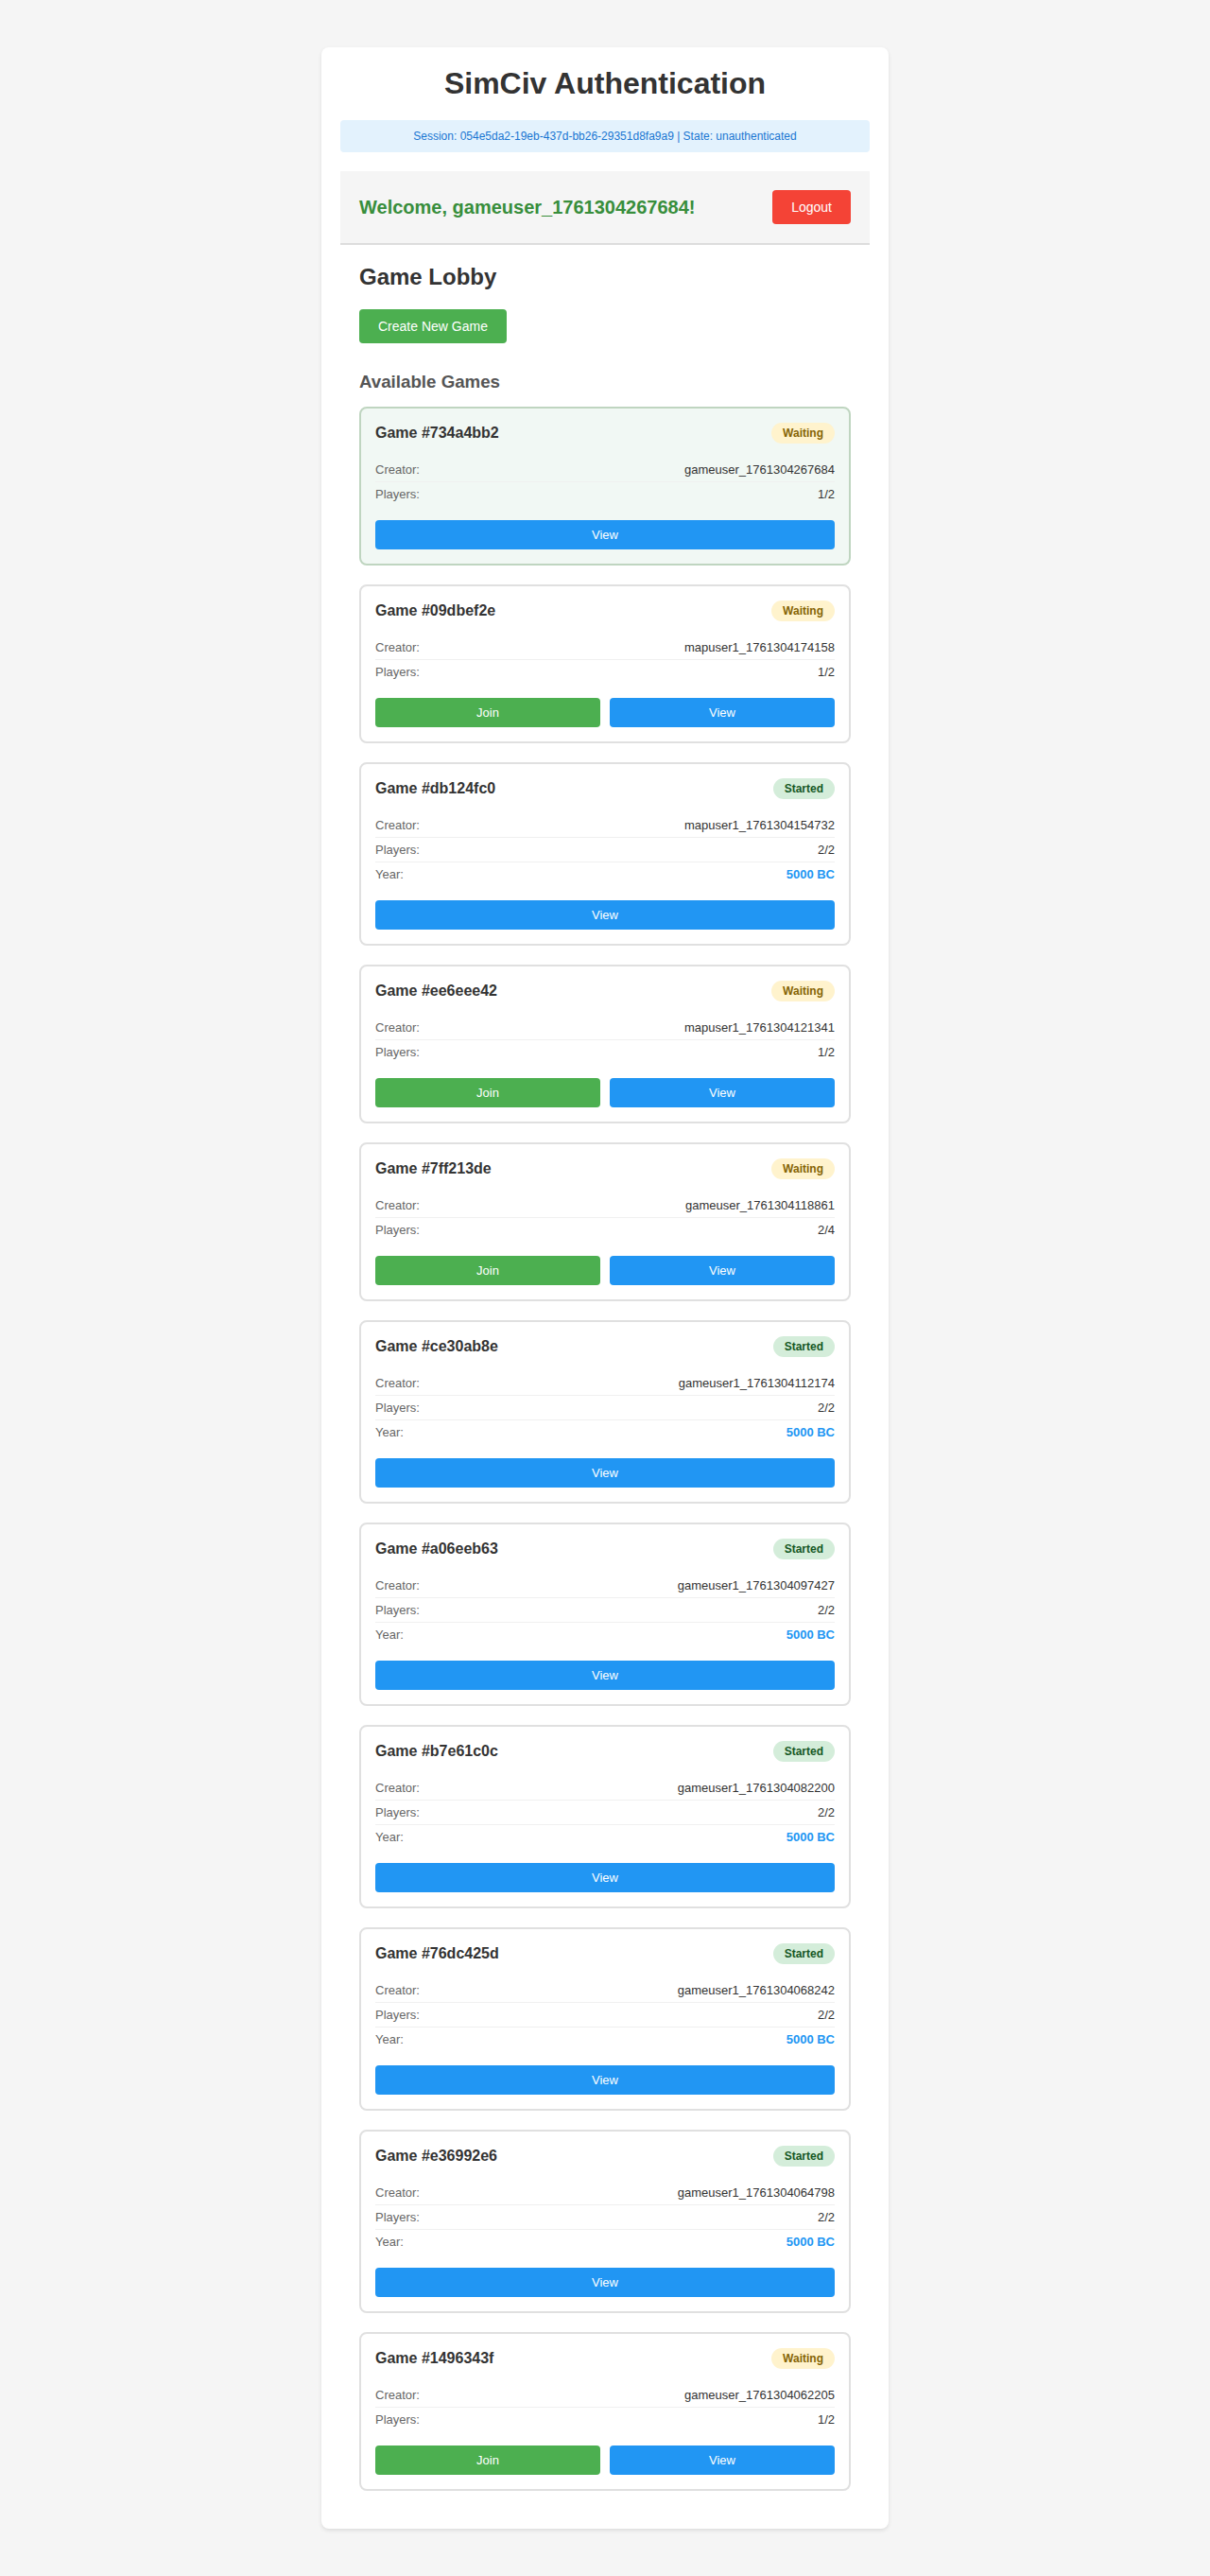 SimCiv Authentication
Session: 054e5da2-19eb-437d-bb26-29351d8fa9a9 | State: unauthenticated
Welcome, gameuser_1761304267684!
Logout
Game Lobby
Create New Game
Available Games
Game #734a4bb2 Waiting
Creator: gameuser_1761304267684
Players: 1/2
View
Game #09dbef2e Waiting
Creator: mapuser1_1761304174158
Players: 1/2
Join View
Game #db124fc0 Started
Creator: mapuser1_1761304154732
Players: 2/2
Year: 5000 BC
View
Game #ee6eee42 Waiting
Creator: mapuser1_1761304121341
Players: 1/2
Join View
Game #7ff213de Waiting
Creator: gameuser_1761304118861
Players: 2/4
Join View
Game #ce30ab8e Started
Creator: gameuser1_1761304112174
Players: 2/2
Year: 5000 BC
View
Game #a06eeb63 Started
Creator: gameuser1_1761304097427
Players: 2/2
Year: 5000 BC
View
Game #b7e61c0c Started
Creator: gameuser1_1761304082200
Players: 2/2
Year: 5000 BC
View
Game #76dc425d Started
Creator: gameuser1_1761304068242
Players: 2/2
Year: 5000 BC
View
Game #e36992e6 Started
Creator: gameuser1_1761304064798
Players: 2/2
Year: 5000 BC
View
Game #1496343f Waiting
Creator: gameuser_1761304062205
Players: 1/2
Join View